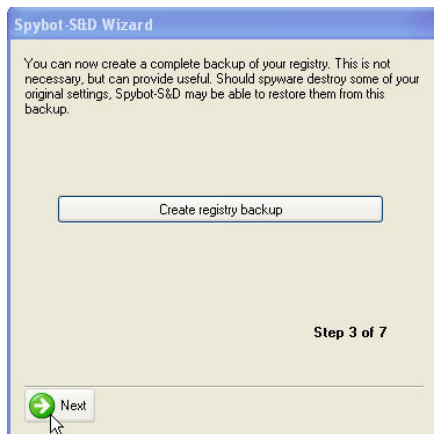 Spybot-S&D Wizard
You can now create a complete backup of your registry. This is not
necessary, but can provide useful. Should spyware destroy some of your
original settings, Spybot-S&D may be able to restore them from this
backup.
Create registry backup
Step 3 of 7
Next